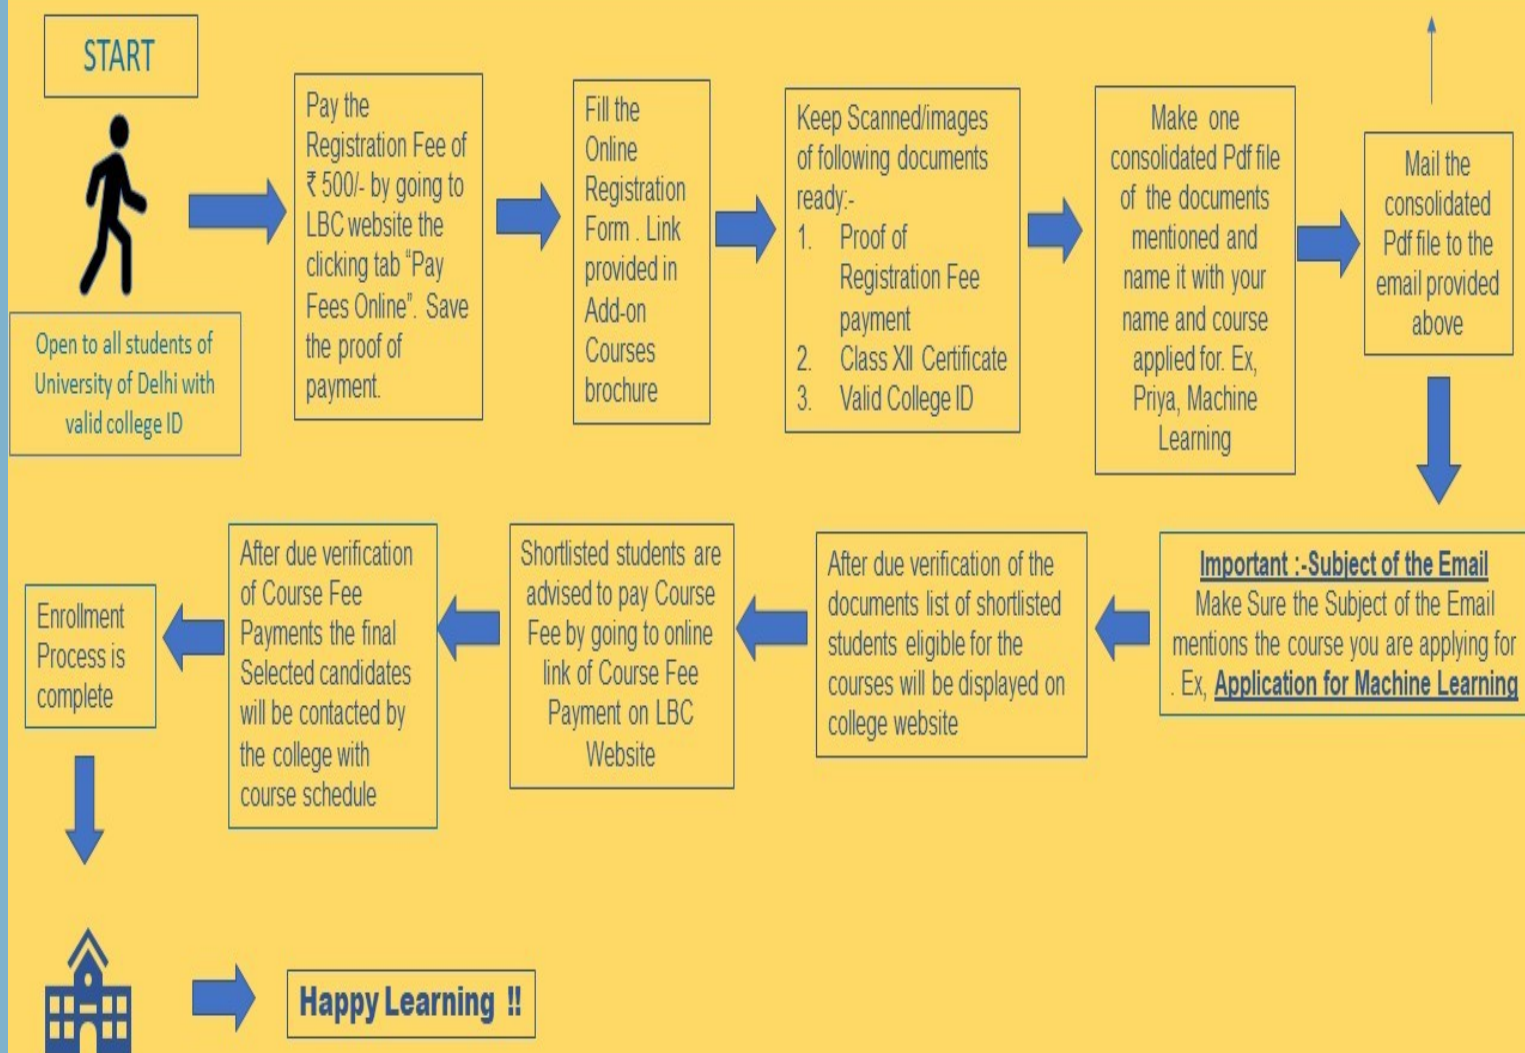 START
Open to all students of
University of Delhi with
valid college ID
Pay the
Registration Fee of
₹ 500/- by going to
LBC website the
clicking tab “Pay
Fees Online”. Save
the proof of
payment.
Fill the
Online
Registration
Form . Link
provided in
Add-on
Courses
brochure
Keep Scanned/images
of following documents
ready:-
1. Proof of
Registration Fee
payment
2. Class XII Certificate
3. Valid College ID
Make one
consolidated Pdf file
of the documents
mentioned and
name it with your
name and course
applied for. Ex,
Priya, Machine
Learning
Mail the
consolidated
Pdf file to the
email provided
above
Important :-Subject of the Email
Make Sure the Subject of the Email
mentions the course you are applying for
. Ex, Application for Machine Learning
After due verification of the
documents list of shortlisted
students eligible for the
courses will be displayed on
college website
Shortlisted students are
advised to pay Course
Fee by going to online
link of Course Fee
Payment on LBC
Website
After due verification
of Course Fee
Payments the final
Selected candidates
will be contacted by
the college with
course schedule
Enrollment
Process is
complete
Happy Learning !!